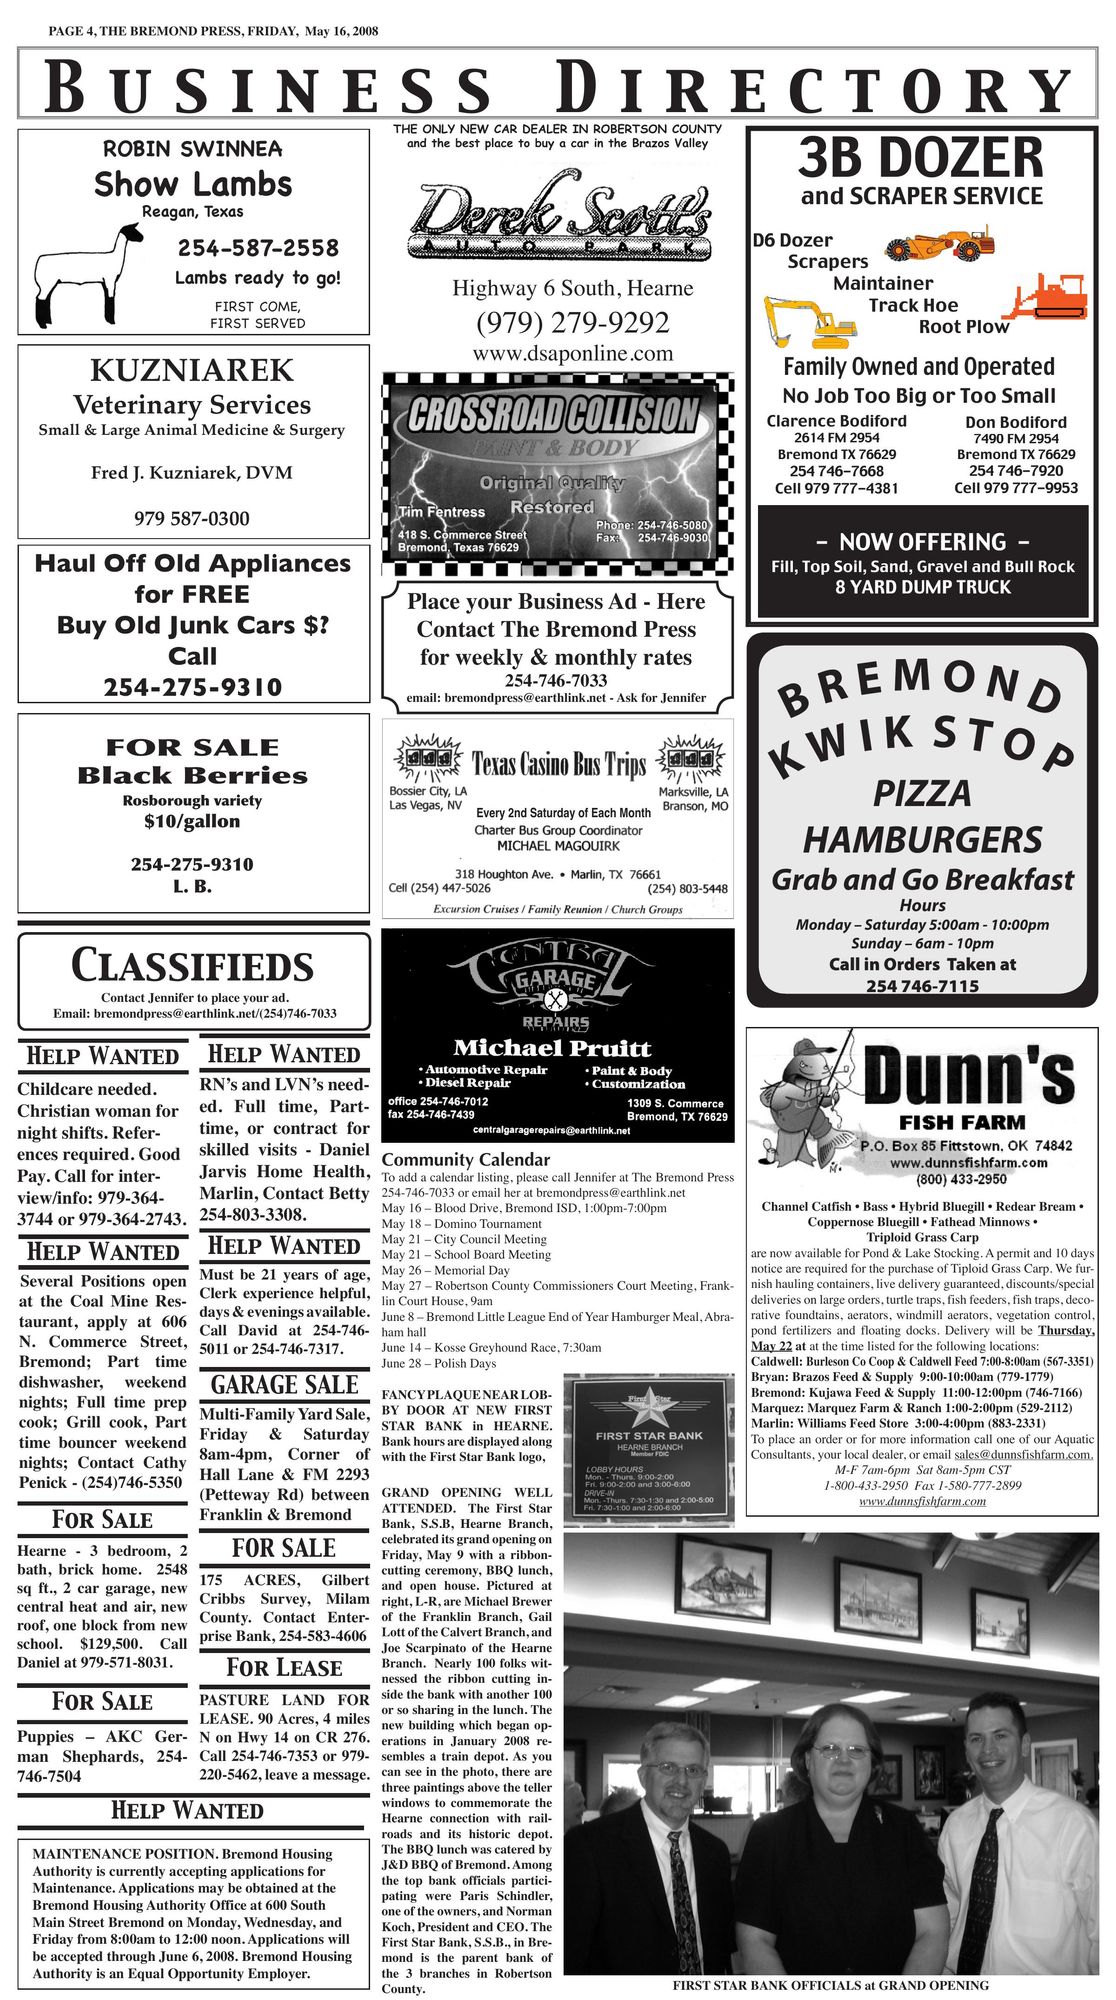 PAGE 4, THE BREMOND PRESS, FRIDAY, May 16, 2008
BUSINESS DIRECTORY
ROBIN SWINNEA
Show Lambs
Reagan, Texas
254-587-2558
Lambs ready to go!
FIRST COME,
FIRST SERVED
KUZNIAREK
Veterinary Services
Small & Large Animal Medicine & Surgery
Fred J. Kuzniarek, DVM
979 587-0300
Haul Off Old Appliances
for FREE
Buy Old Junk Cars $?
Call
254-275-9310
FOR SALE
Black Berries
Rosborough variety
$10/gallon
254-275-9310
L. B.
CLASSIFIEDS
Contact Jennifer to place your ad.
Email: bremondpress@earthlink.net/(254)746-7033
HELP WANTED
Childcare needed.
Christian woman for
night shifts. Refer-
ences required. Good
Pay. Call for inter-
view/info: 979-364-
3744 or 979-364-2743.
HELP WANTED
Several Positions open
at the Coal Mine Res-
taurant, apply at 606
N. Commerce Street,
Bremond; Part time
dishwasher, weekend
nights; Full time prep
cook; Grill cook, Part
time bouncer weekend
nights; Contact Cathy
Penick - (254)746-5350
FOR SALE
Hearne - 3 bedroom, 2
bath, brick home. 2548
sq ft., 2 car garage, new
central heat and air, new
roof, one block from new
school. $129,500. Call
Daniel at 979-571-8031.
FOR SALE
Puppies – AKC Ger-
man Shephards, 254-
746-7504
HELP WANTED
RN's and LVN's need-
ed. Full time, Part-
time, or contract for
skilled visits - Daniel
Jarvis Home Health,
Marlin, Contact Betty
254-803-3308.
HELP WANTED
Must be 21 years of age,
Clerk experience helpful,
days & evenings available.
Call David at 254-746-
5011 or 254-746-7317.
GARAGE SALE
Multi-Family Yard Sale,
Friday & Saturday
8am-4pm, Corner of
Hall Lane & FM 2293
(Petteway Rd) between
Franklin & Bremond
FOR SALE
175 ACRES, Gilbert
Cribbs Survey, Milam
County. Contact Enter-
prise Bank, 254-583-4606
FOR LEASE
PASTURE LAND FOR
LEASE. 90 Acres, 4 miles
N on Hwy 14 on CR 276.
Call 254-746-7353 or 979-
220-5462, leave a message.
HELP WANTED
MAINTENANCE POSITION. Bremond Housing
Authority is currently accepting applications for
Maintenance. Applications may be obtained at the
Bremond Housing Authority Office at 600 South
Main Street Bremond on Monday, Wednesday, and
Friday from 8:00am to 12:00 noon. Applications will
be accepted through June 6, 2008. Bremond Housing
Authority is an Equal Opportunity Employer.
THE ONLY NEW CAR DEALER IN ROBERTSON COUNTY
and the best place to buy a car in the Brazos Valley
Derek Scott's
AUTO PARK
Highway 6 South, Hearne
(979) 279-9292
www.dsaponline.com
CROSSROAD COLLISION
PAINT & BODY
Original Quality
Restored
Tim Fentress
418 S. Commerce Street
Bremond, Texas 76629
Phone: 254-746-5080
Fax: 254-746-9030
Place your Business Ad - Here
Contact The Bremond Press
for weekly & monthly rates
254-746-7033
email: bremondpress@earthlink.net - Ask for Jennifer
Texas Casino Bus Trips
Bossier City, LA
Las Vegas, NV
Marksville, LA
Branson, MO
Every 2nd Saturday of Each Month
Charter Bus Group Coordinator
MICHAEL MAGOUIRK
318 Houghton Ave. • Marlin, TX 76661
Cell (254) 447-5026 (254) 803-5448
Excursion Cruises / Family Reunion / Church Groups
CENTRAL
GARAGE
REPAIRS
Michael Pruitt
• Automotive Repair • Paint & Body
• Diesel Repair • Customization
office 254-746-7012
fax 254-746-7439
1309 S. Commerce
Bremond, TX 76629
centralgaragerepairs@earthlink.net
Community Calendar
To add a calendar listing, please call Jennifer at The Bremond Press
254-746-7033 or email her at bremondpress@earthlink.net
May 16 – Blood Drive, Bremond ISD, 1:00pm-7:00pm
May 18 – Domino Tournament
May 21 – City Council Meeting
May 21 – School Board Meeting
May 26 – Memorial Day
May 27 – Robertson County Commissioners Court Meeting, Frank-
lin Court House, 9am
June 8 – Bremond Little League End of Year Hamburger Meal, Abra-
ham hall
June 14 – Kosse Greyhound Race, 7:30am
June 28 – Polish Days
FANCY PLAQUE NEAR LOB-
BY DOOR AT NEW FIRST
STAR BANK in HEARNE.
Bank hours are displayed along
with the First Star Bank logo,
GRAND OPENING WELL
ATTENDED. The First Star
Bank, S.S.B, Hearne Branch,
celebrated its grand opening on
Friday, May 9 with a ribbon-
cutting ceremony, BBQ lunch,
and open house. Pictured at
right, L-R, are Michael Brewer
of the Franklin Branch, Gail
Lott of the Calvert Branch, and
Joe Scarpinato of the Hearne
Branch. Nearly 100 folks wit-
nessed the ribbon cutting in-
side the bank with another 100
or so sharing in the lunch. The
new building which began op-
erations in January 2008 re-
sembles a train depot. As you
can see in the photo, there are
three paintings above the teller
windows to commemorate the
Hearne connection with rail-
roads and its historic depot.
The BBQ lunch was catered by
J&D BBQ of Bremond. Among
the top bank officials partici-
pating were Paris Schindler,
one of the owners, and Norman
Koch, President and CEO. The
First Star Bank, S.S.B., in Bre-
mond is the parent bank of
the 3 branches in Robertson
County.
First Star
FIRST STAR BANK
HEARNE BRANCH
Member FDIC
LOBBY HOURS
Mon. - Thurs. 9:00-2:00
Fri. 9:00-2:00 and 3:00-6:00
DRIVE-IN
Mon. -Thurs. 7:30-1:30 and 2:00-5:00
Fri. 7:30-1:00 and 2:00-6:00
3B DOZER
and SCRAPER SERVICE
D6 Dozer
Scrapers
Maintainer
Track Hoe
Root Plow
Family Owned and Operated
No Job Too Big or Too Small
Clarence Bodiford
2614 FM 2954
Bremond TX 76629
254 746-7668
Cell 979 777-4381
Don Bodiford
7490 FM 2954
Bremond TX 76629
254 746-7920
Cell 979 777-9953
- NOW OFFERING -
Fill, Top Soil, Sand, Gravel and Bull Rock
8 YARD DUMP TRUCK
BREMOND
KWIK STOP
PIZZA
HAMBURGERS
Grab and Go Breakfast
Hours
Monday – Saturday 5:00am - 10:00pm
Sunday – 6am - 10pm
Call in Orders Taken at
254 746-7115
Dunn's
FISH FARM
P.O. Box 85 Fittstown, OK 74842
www.dunnsfishfarm.com
(800) 433-2950
Channel Catfish • Bass • Hybrid Bluegill • Redear Bream •
Coppernose Bluegill • Fathead Minnows •
Triploid Grass Carp
are now available for Pond & Lake Stocking. A permit and 10 days
notice are required for the purchase of Tiploid Grass Carp. We fur-
nish hauling containers, live delivery guaranteed, discounts/special
deliveries on large orders, turtle traps, fish feeders, fish traps, deco-
rative foundtains, aerators, windmill aerators, vegetation control,
pond fertilizers and floating docks. Delivery will be Thursday,
May 22 at at the time listed for the following locations:
Caldwell: Burleson Co Coop & Caldwell Feed 7:00-8:00am (567-3351)
Bryan: Brazos Feed & Supply 9:00-10:00am (779-1779)
Bremond: Kujawa Feed & Supply 11:00-12:00pm (746-7166)
Marquez: Marquez Farm & Ranch 1:00-2:00pm (529-2112)
Marlin: Williams Feed Store 3:00-4:00pm (883-2331)
To place an order or for more information call one of our Aquatic
Consultants, your local dealer, or email sales@dunnsfishfarm.com.
M-F 7am-6pm Sat 8am-5pm CST
1-800-433-2950 Fax 1-580-777-2899
www.dunnsfishfarm.com
FIRST STAR BANK OFFICIALS at GRAND OPENING